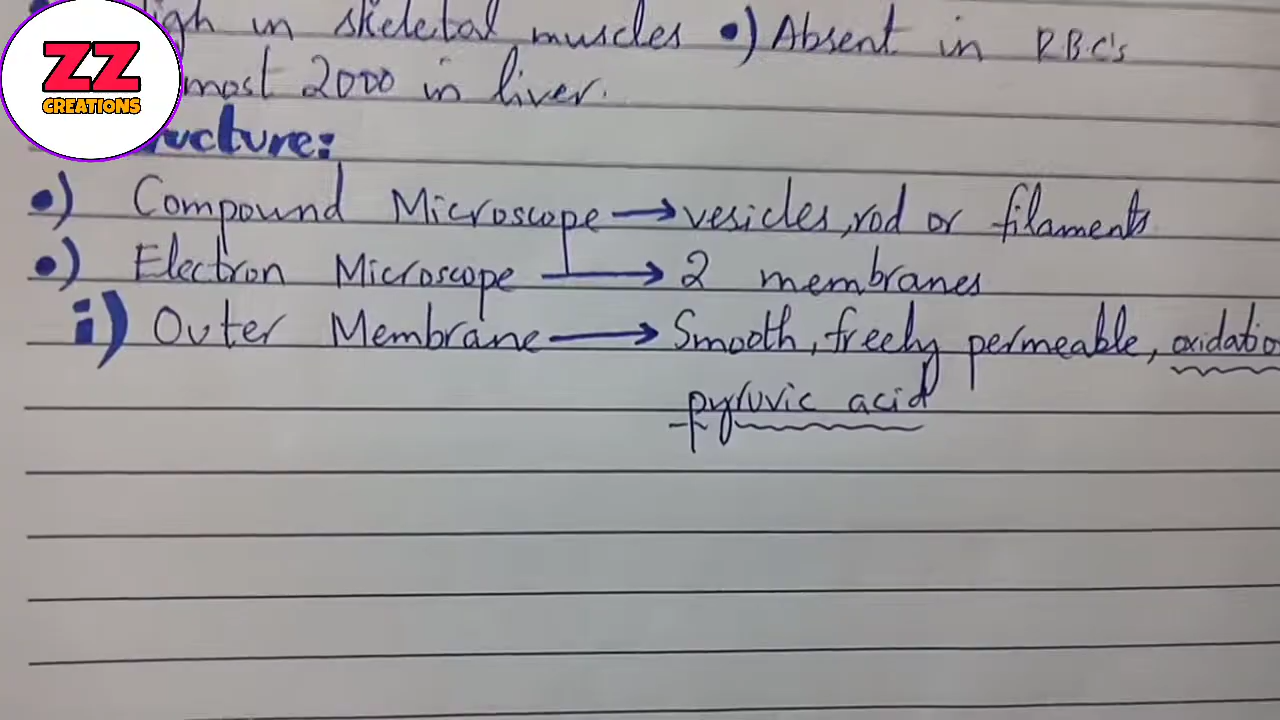 igh in skeletal muscles •) Absent in R.B.C's
ZZ
CREATIONS
most 2000 in liver.
ucture:
•) Compound Microscope → vesicles, rod or filaments
•) Electron Microscope → 2 membranes
i) Outer Membrane → Smooth, freely permeable, oxidatio
pyruvic acid